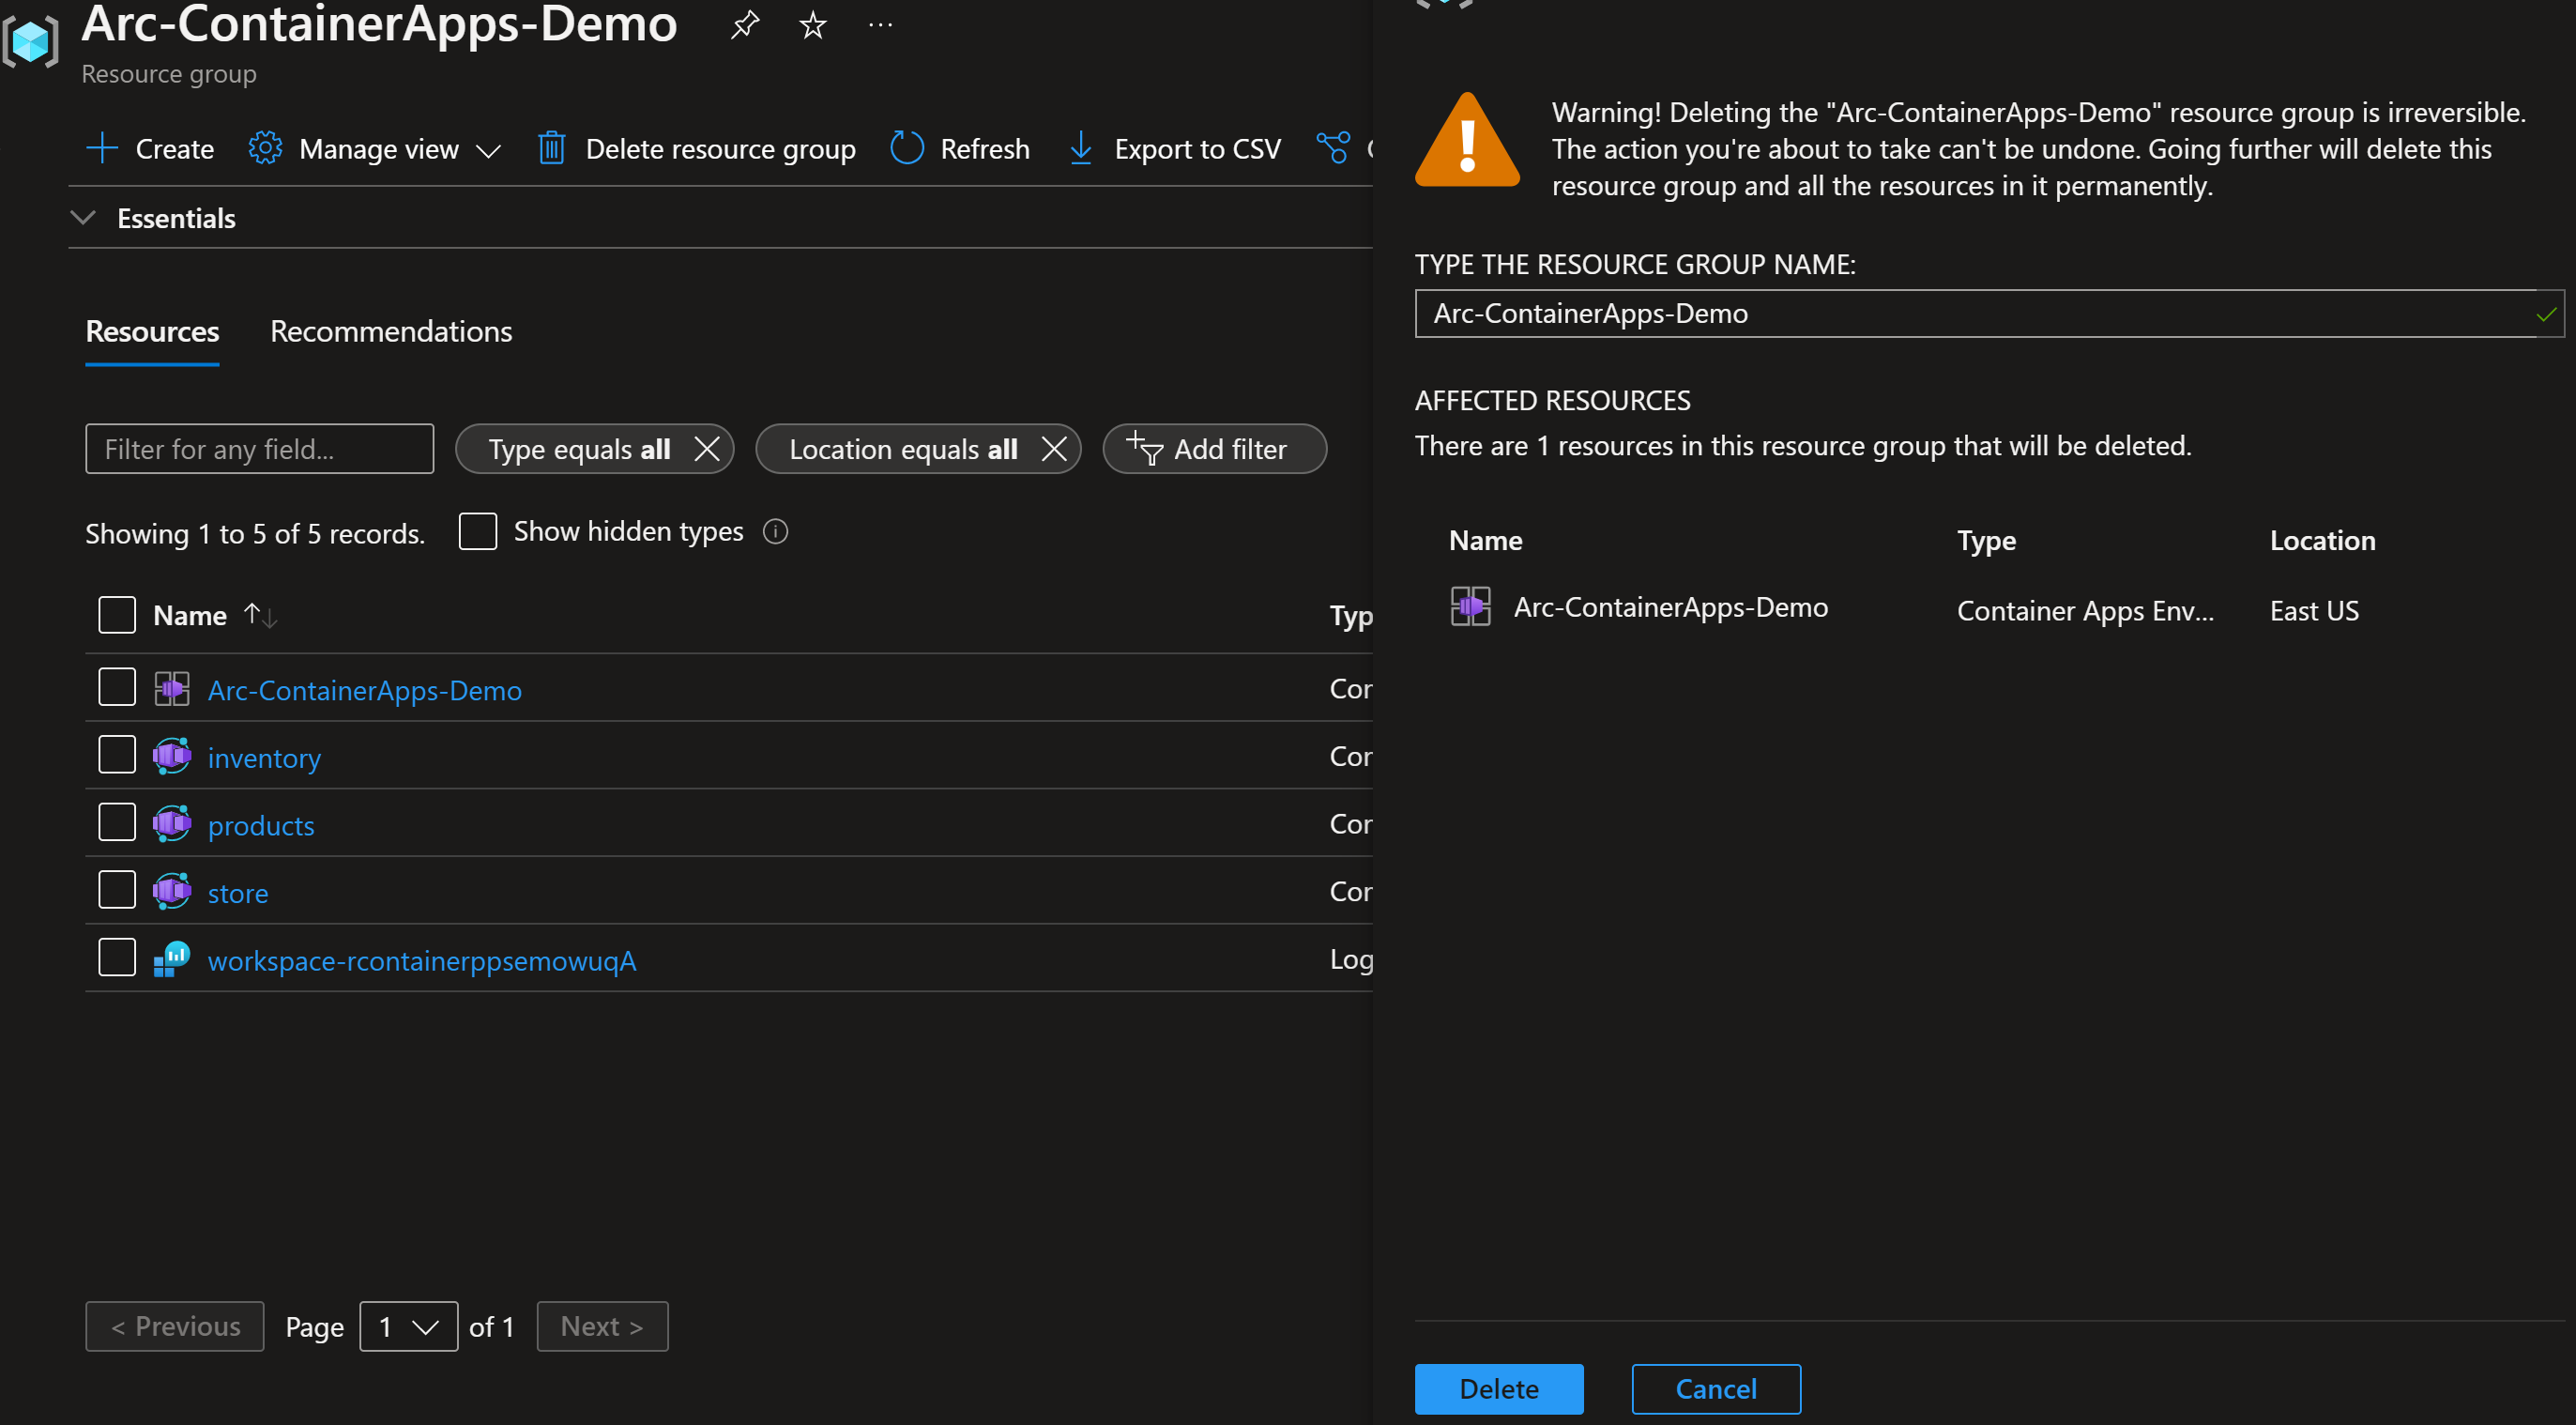 Arc-ContainerApps-Demo
Resource group
Create Manage view Delete resource group Refresh Export to CSV
Essentials
Resources Recommendations
Filter for any field... Type equals all Location equals all Add filter
Showing 1 to 5 of 5 records. Show hidden types
Name Typ
Arc-ContainerApps-Demo Con
inventory Con
products Con
store Con
workspace-rcontainerppsemowuqA Log
< Previous Page 1 of 1 Next >
Warning! Deleting the "Arc-ContainerApps-Demo" resource group is irreversible.
The action you're about to take can't be undone. Going further will delete this
resource group and all the resources in it permanently.
TYPE THE RESOURCE GROUP NAME:
Arc-ContainerApps-Demo
AFFECTED RESOURCES
There are 1 resources in this resource group that will be deleted.
Name Type Location
Arc-ContainerApps-Demo Container Apps Env... East US
Delete Cancel